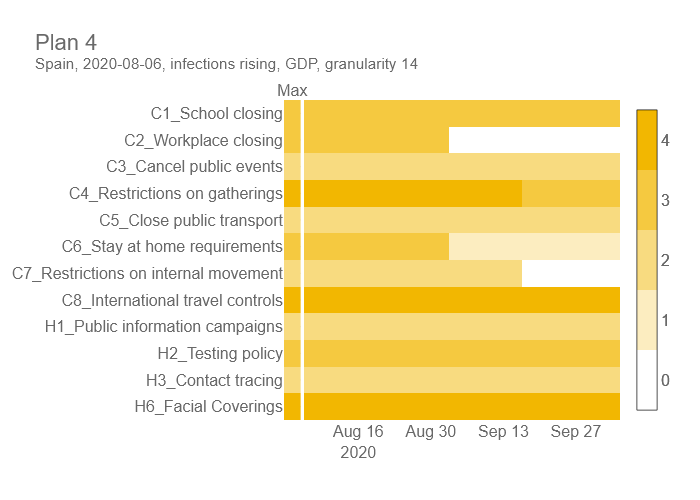 Plan 4
Spain, 2020-08-06, infections rising, GDP, granularity 14
Max
C1_School closing
C2_Workplace closing
C3_Cancel public events
C4_Restrictions on gatherings
C5_Close public transport
C6_Stay at home requirements
C7_Restrictions on internal movement
C8_International travel controls
H1_Public information campaigns
H2_Testing policy
H3_Contact tracing
H6_Facial Coverings
Aug 16 Aug 30 Sep 13 Sep 27
2020
4
3
2
1
0